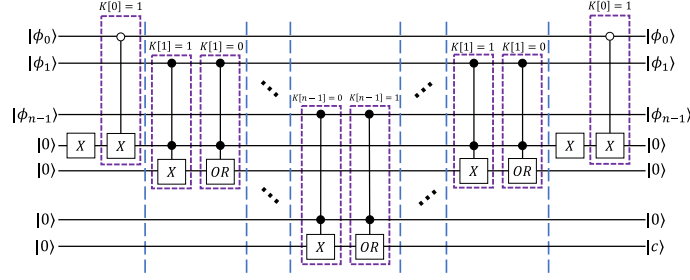 K[0] = 1
K[0] = 1
|ϕ₀⟩
|ϕ₀⟩
K[1] = 1
K[1] = 0
K[1] = 1
K[1] = 0
|ϕ₁⟩
|ϕ₁⟩
K[n−1] = 0
K[n−1] = 1
|ϕₙ₋₁⟩
|ϕₙ₋₁⟩
|0⟩
X
X
X
X
|0⟩
|0⟩
X
OR
X
OR
|0⟩
|0⟩
|0⟩
|0⟩
X
OR
|c⟩